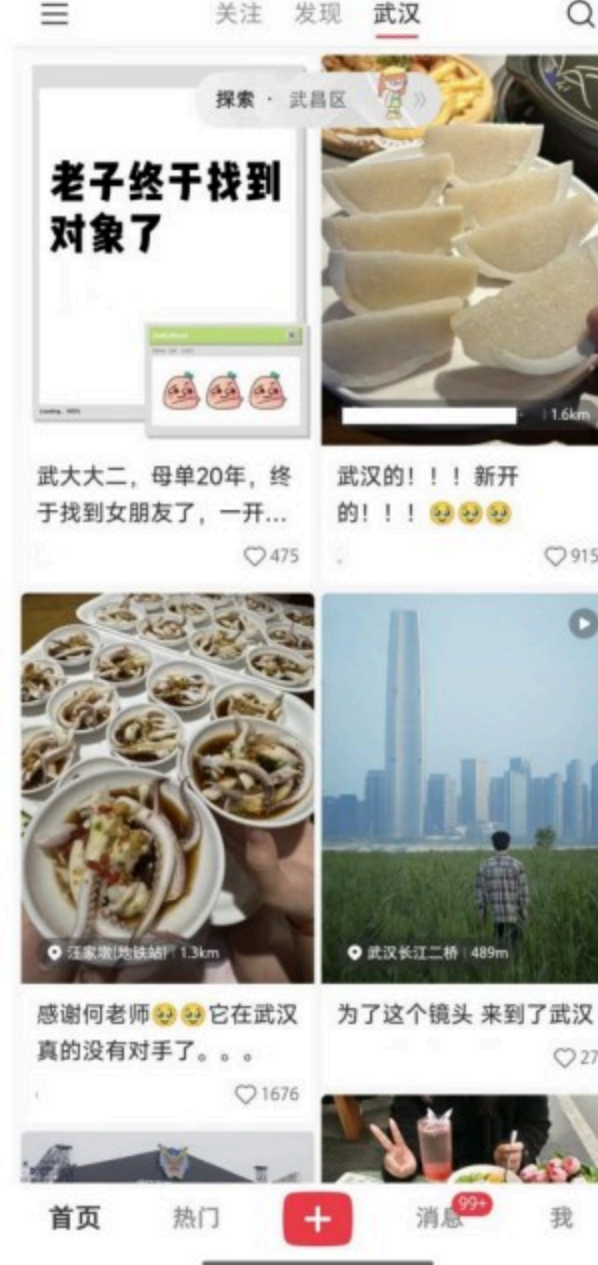 关注 发现 武汉
探索 · 武昌区
老子终于找到
对象了
1.6km
武大大二，母单20年，终
于找到女朋友了，一开...
475
武汉的！！！新开
的！！！
915
汪家墩(地铁站) | 1.3km
武汉长江二桥 | 489m
感谢何老师🥹🥹它在武汉
真的没有对手了。。。
1676
为了这个镜头 来到了武汉
27
首页 热门 消息 99+ 我